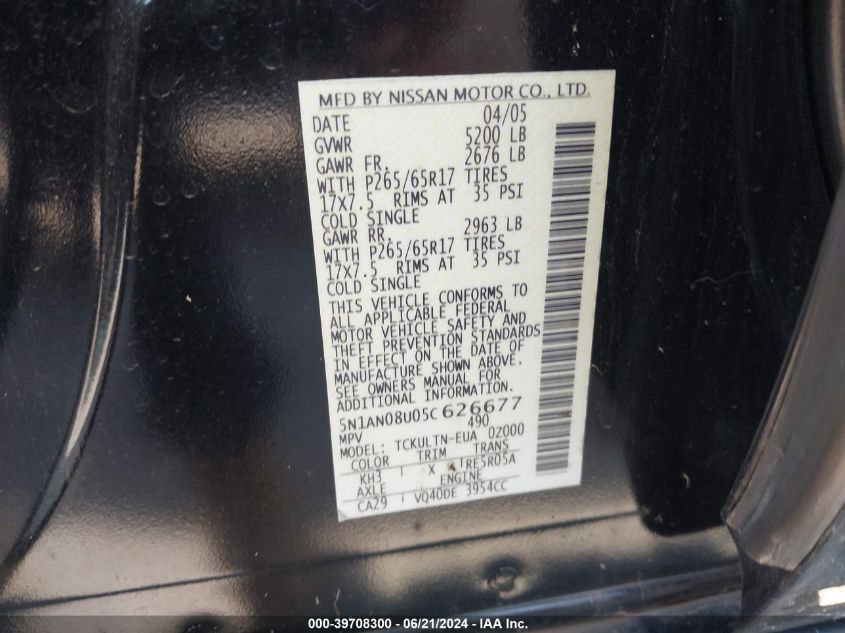 MFD BY NISSAN MOTOR CO., LTD.
DATE 04/05
GVWR 5200 LB
GAWR FR. 2676 LB
WITH P265/65R17 TIRES
17X7.5 RIMS AT 35 PSI
COLD SINGLE
GAWR RR. 2963 LB
WITH P265/65R17 TIRES
17X7.5 RIMS AT 35 PSI
COLD SINGLE
THIS VEHICLE CONFORMS TO
ALL APPLICABLE FEDERAL
MOTOR VEHICLE SAFETY AND
THEFT PREVENTION STANDARDS
IN EFFECT ON THE DATE OF
MANUFACTURE SHOWN ABOVE.
SEE OWNERS MANUAL FOR
ADDITIONAL INFORMATION.
5N1AN08U05C626677
MPV 490
MODEL: TCKULTN-EUA 0Z000
COLOR TRIM TRANS
KH3 X RE5R05A
AXLE ENGINE
CA29 VQ40DE 3954CC
000-39708300 - 06/21/2024 - IAA Inc.